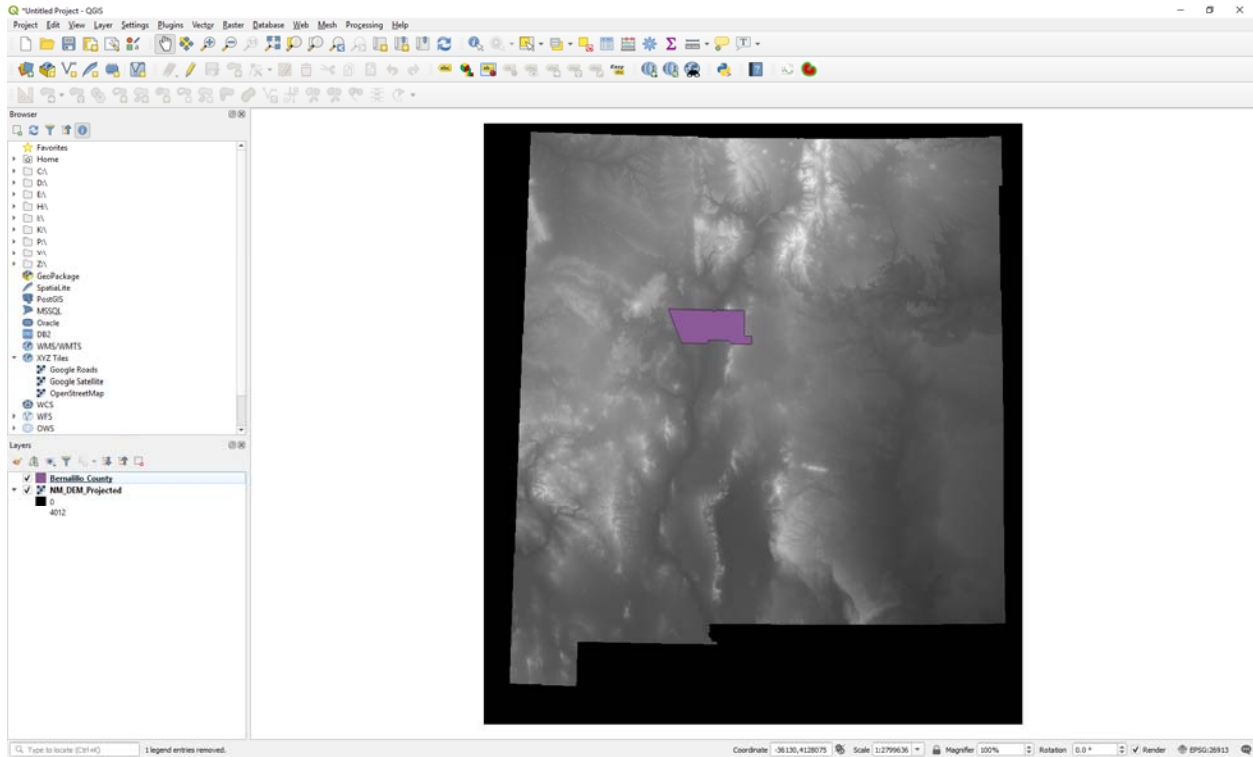 *Untitled Project - QGIS
Project Edit View Layer Settings Plugins Vector Raster Database Web Mesh Processing Help
Browser
Favorites
Home
C:\
D:\
E:\
H:\
I:\
K:\
P:\
V:\
Z:\
GeoPackage
SpatiaLite
PostGIS
MSSQL
Oracle
DB2
WMS/WMTS
XYZ Tiles
Google Roads
Google Satellite
OpenStreetMap
WCS
WFS
OWS
Layers
Bernalillo_County
NM_DEM_Projected
0
4012
Type to locate (Ctrl+K) 1 legend entries removed. Coordinate -36130,4128075 Scale 1:2799636 Magnifier 100% Rotation 0.0 ° Render EPSG:26913